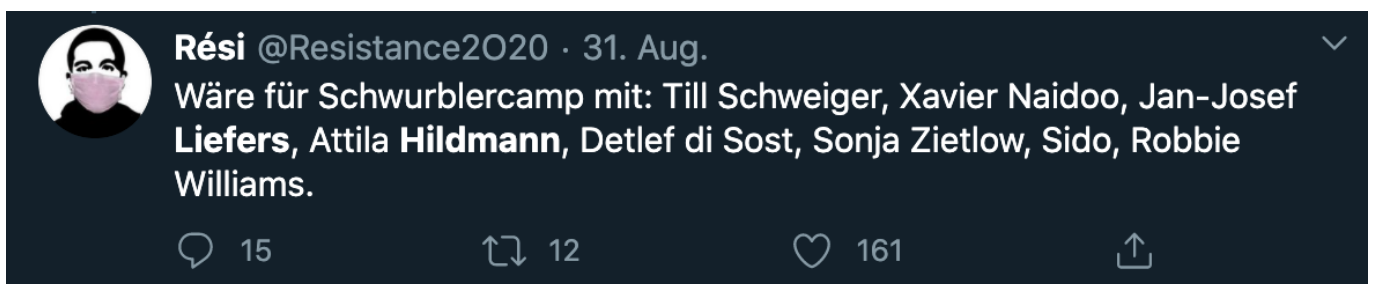 Rési @Resistance2O20 · 31. Aug.
Wäre für Schwurblercamp mit: Till Schweiger, Xavier Naidoo, Jan-Josef
Liefers, Attila Hildmann, Detlef di Sost, Sonja Zietlow, Sido, Robbie
Williams.
15 12 161